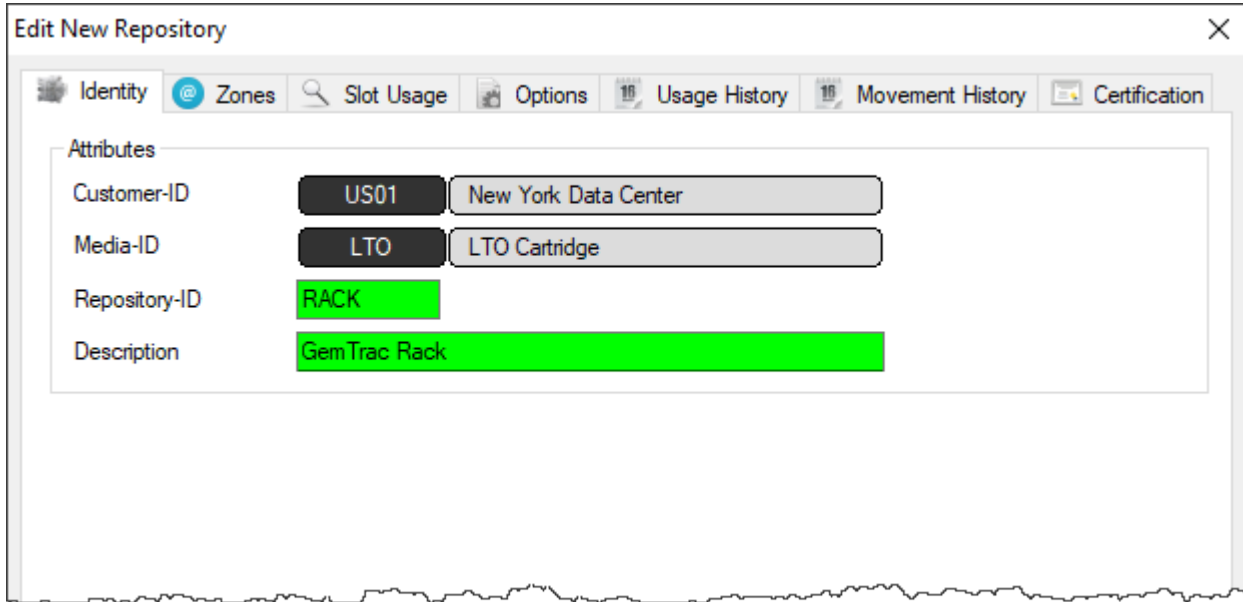 Edit New Repository
Identity Zones Slot Usage Options Usage History Movement History Certification
Attributes
Customer-ID US01 New York Data Center
Media-ID LTO LTO Cartridge
Repository-ID RACK
Description GemTrac Rack